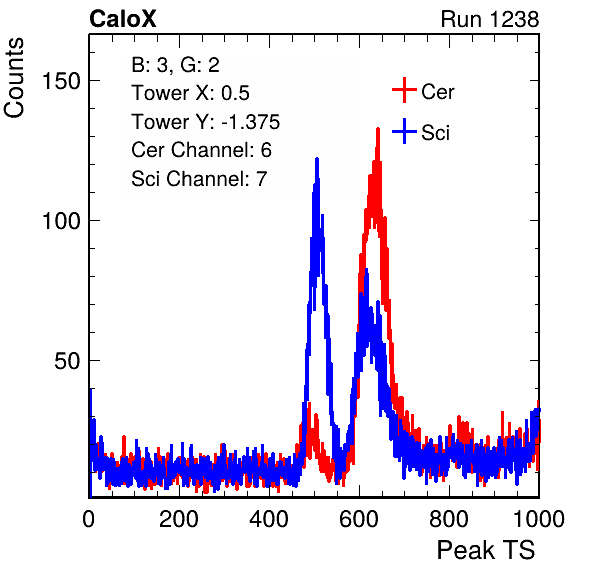 CaloX Run 1238
Counts
B: 3, G: 2
Tower X: 0.5
Tower Y: -1.375
Cer Channel: 6
Sci Channel: 7
Cer
Sci
150
100
50
0 200 400 600 800 1000
Peak TS